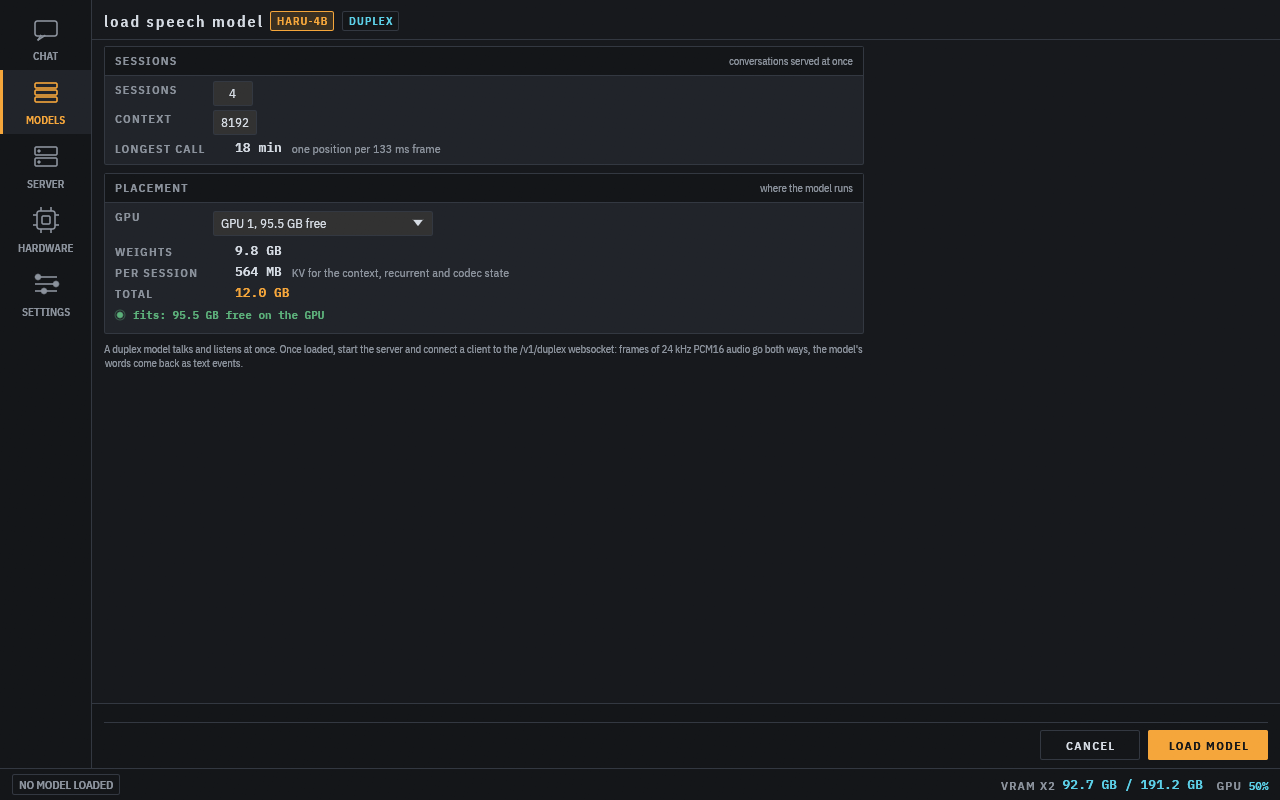 load speech model HARU-4B DUPLEX
CHAT
MODELS
SERVER
HARDWARE
SETTINGS
SESSIONS conversations served at once
SESSIONS 4
CONTEXT 8192
LONGEST CALL 18 min one position per 133 ms frame
PLACEMENT where the model runs
GPU GPU 1, 95.5 GB free
WEIGHTS 9.8 GB
PER SESSION 564 MB KV for the context, recurrent and codec state
TOTAL 12.0 GB
fits: 95.5 GB free on the GPU
A duplex model talks and listens at once. Once loaded, start the server and connect a client to the /v1/duplex websocket: frames of 24 kHz PCM16 audio go both ways, the model's
words come back as text events.
CANCEL LOAD MODEL
NO MODEL LOADED VRAM X2 92.7 GB / 191.2 GB GPU 50%